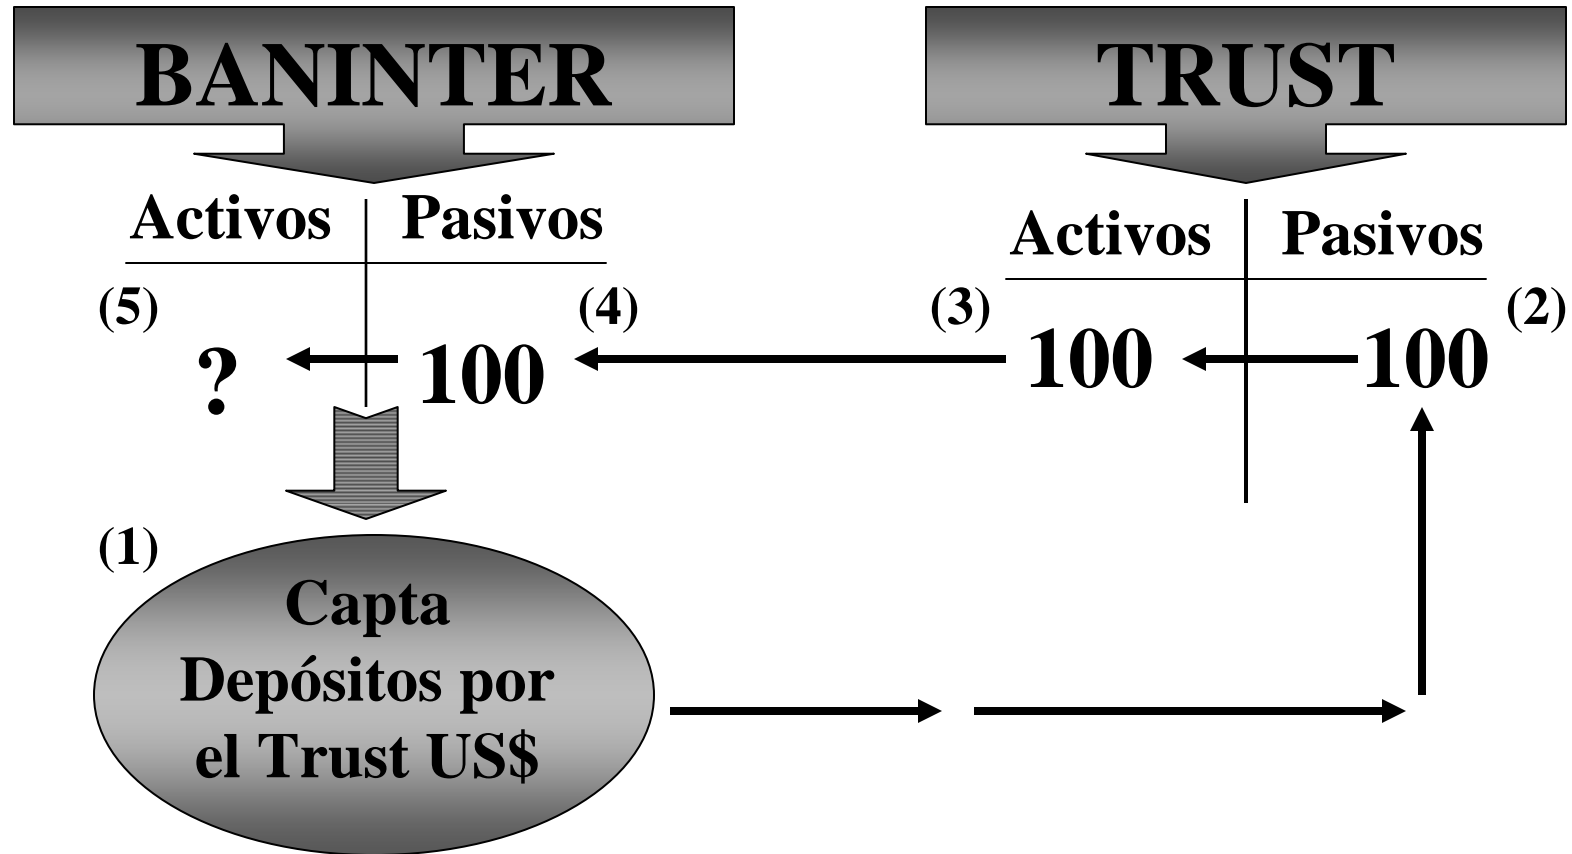 BANINTER
TRUST
Activos Pasivos
Activos Pasivos
(5) (4) (3) (2)
? 100 100 100
(1)
Capta
Depósitos por
el Trust US$